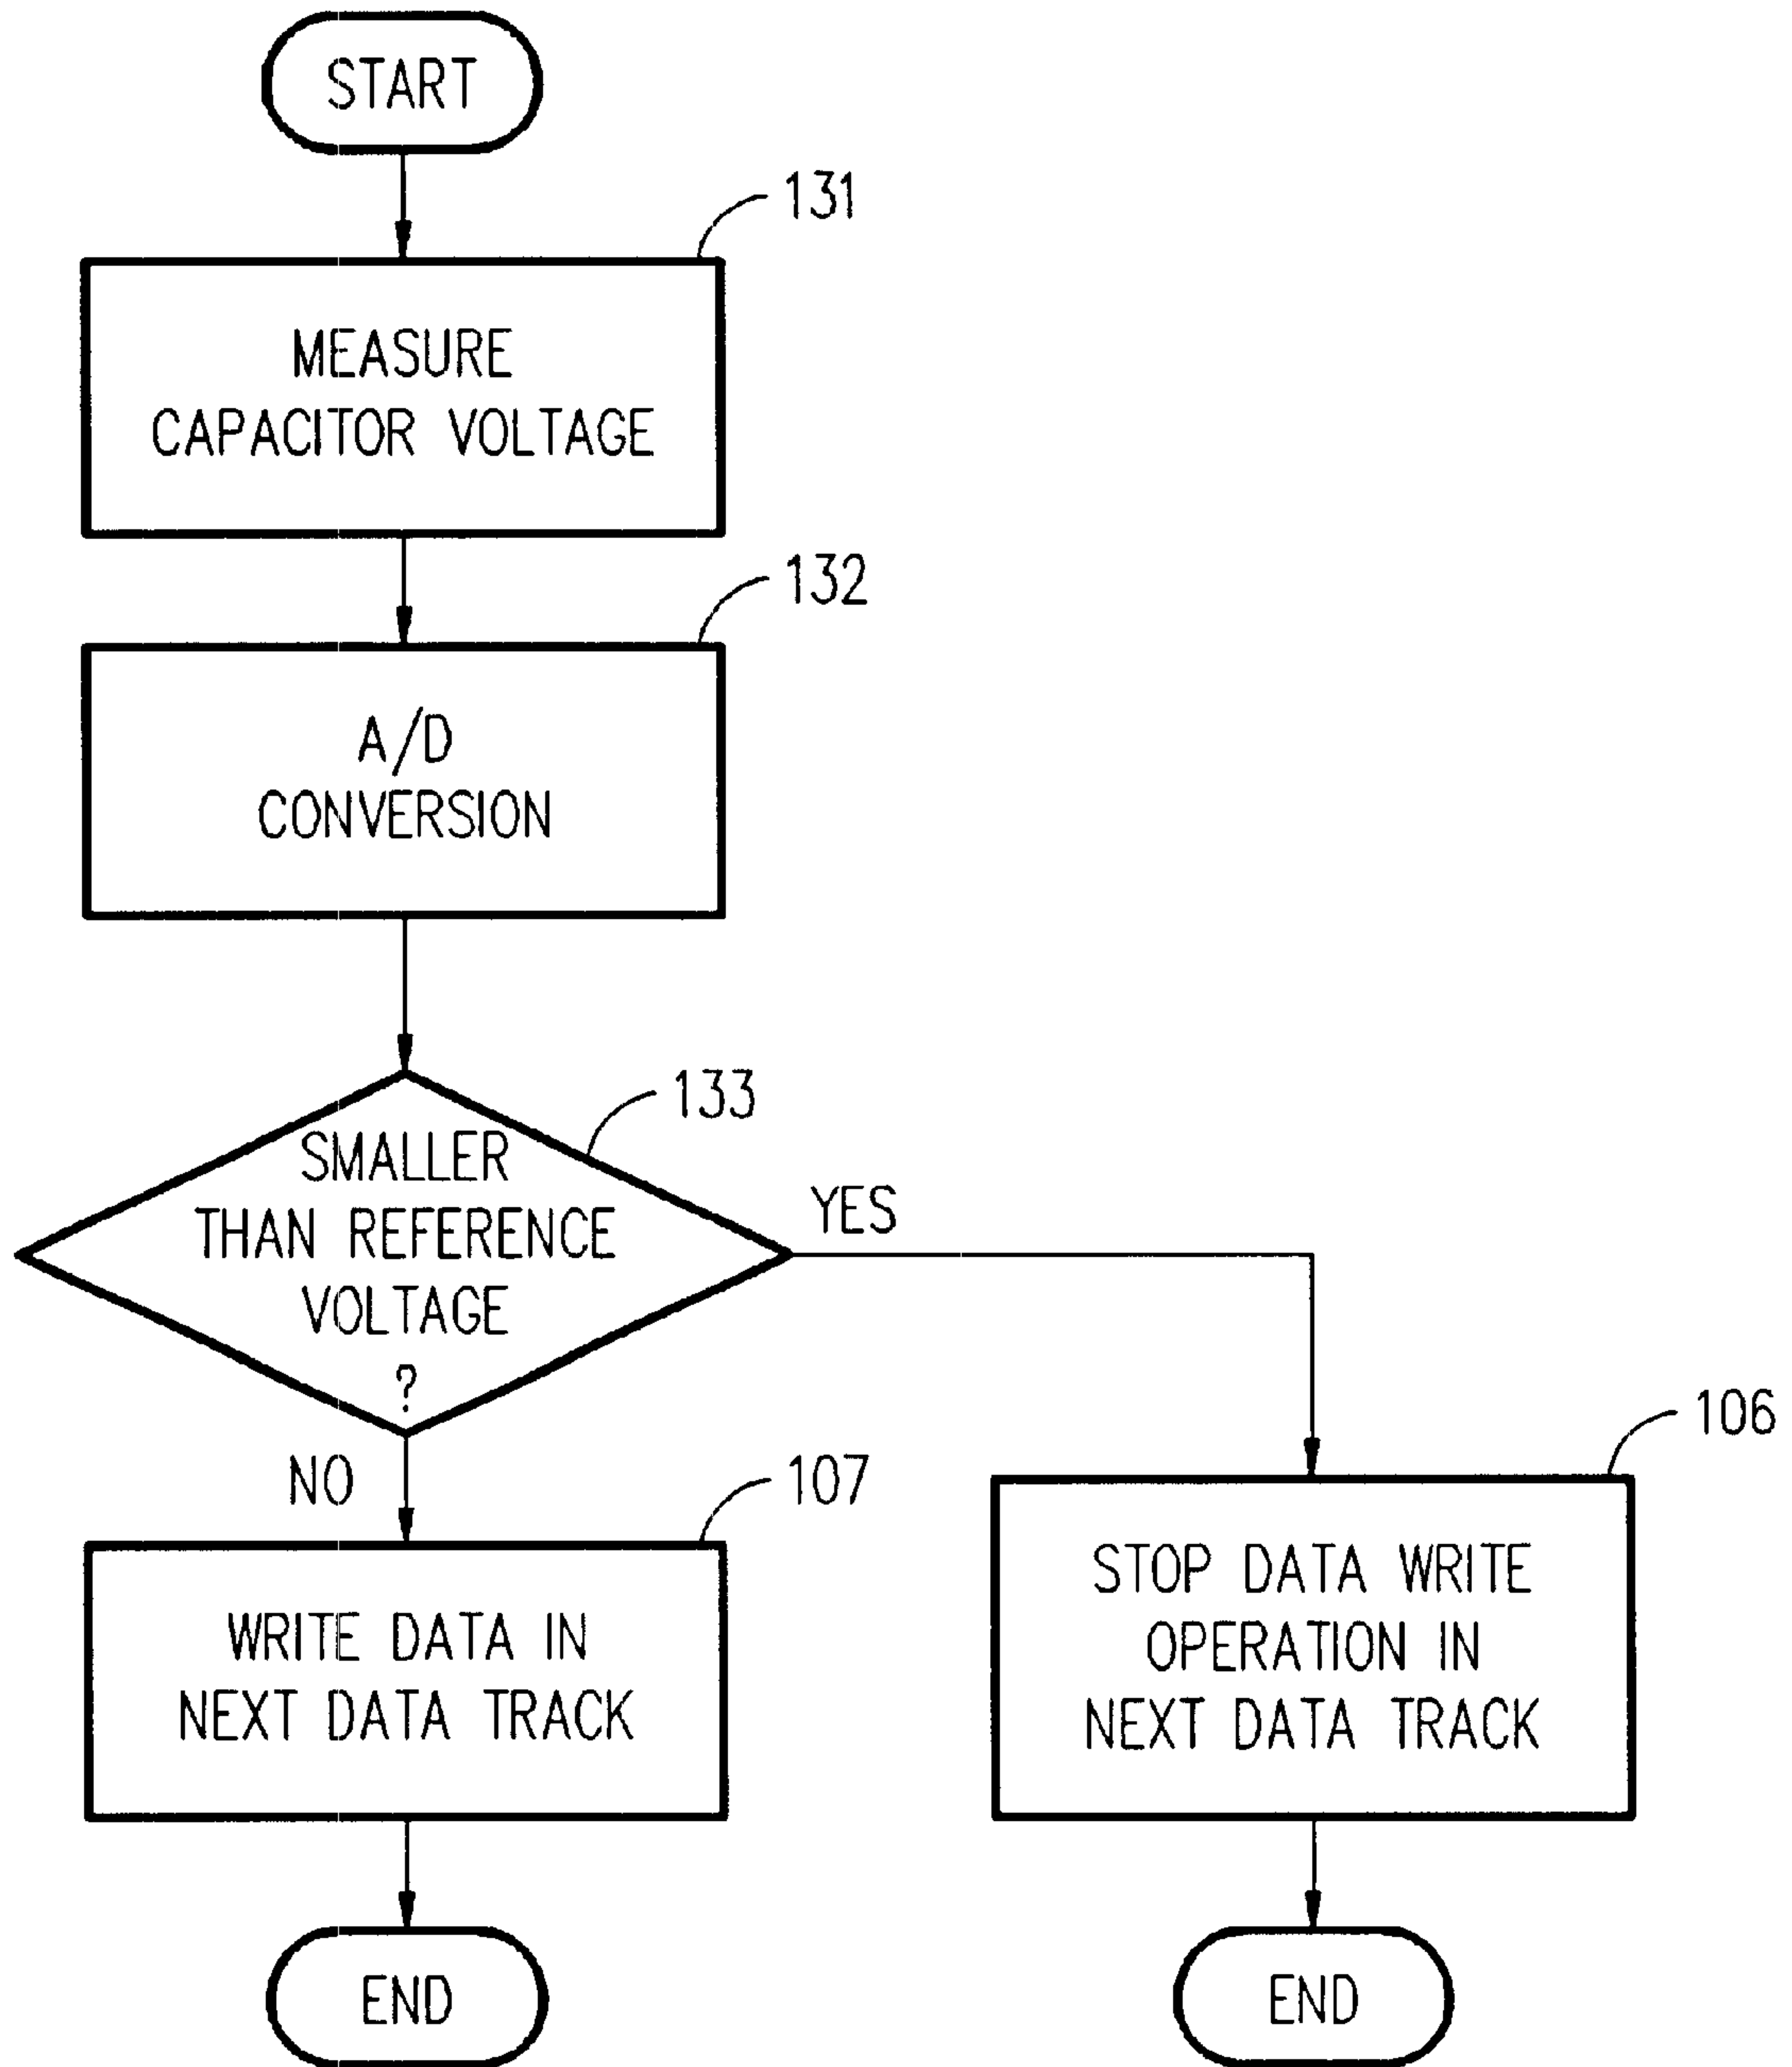 START
131
MEASURE
CAPACITOR VOLTAGE
132
A/D
CONVERSION
133
SMALLER
THAN REFERENCE
VOLTAGE
?
YES
NO
107
WRITE DATA IN
NEXT DATA TRACK
END
106
STOP DATA WRITE
OPERATION IN
NEXT DATA TRACK
END